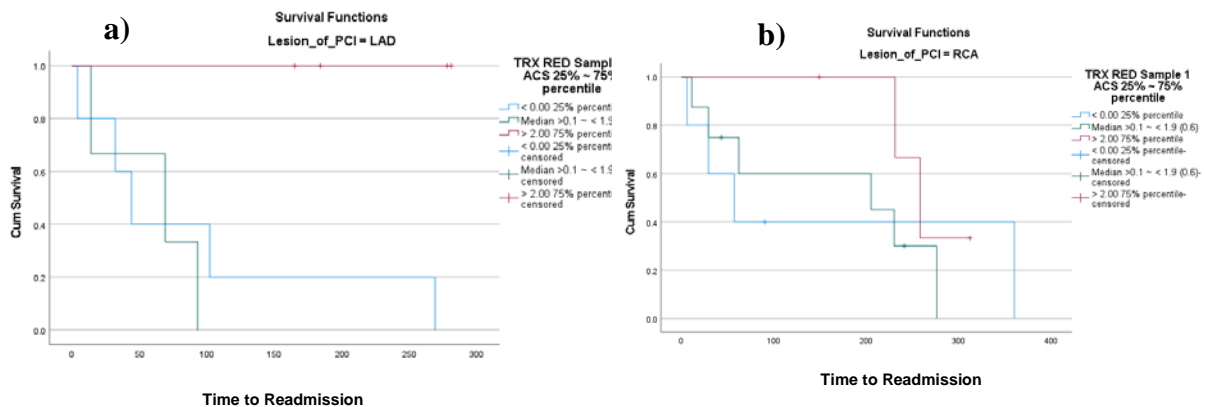 a)
Survival Functions
Lesion_of_PCI = LAD
Cum Survival
1.0
0.8
0.6
0.4
0.2
0.0
0
50
100
150
200
250
300
Time to Readmission
TRX RED Sampl
ACS 25% ~ 75%
percentile
< 0.00 25% percenti
Median >0.1 ~ < 1.9
> 2.00 75% percenti
< 0.00 25% percenti
censored
Median >0.1 ~ < 1.9
censored
> 2.00 75% percenti
censored
b)
Survival Functions
Lesion_of_PCI = RCA
Cum Survival
1.0
0.8
0.6
0.4
0.2
0.0
0
100
200
300
400
Time to Readmission
TRX RED Sample 1
ACS 25% ~ 75%
percentile
< 0.00 25% percentile
Median >0.1 ~ < 1.9 (0.6)
> 2.00 75% percentile
< 0.00 25% percentile-
censored
Median >0.1 ~ < 1.9 (0.6)-
censored
> 2.00 75% percentile-
censored